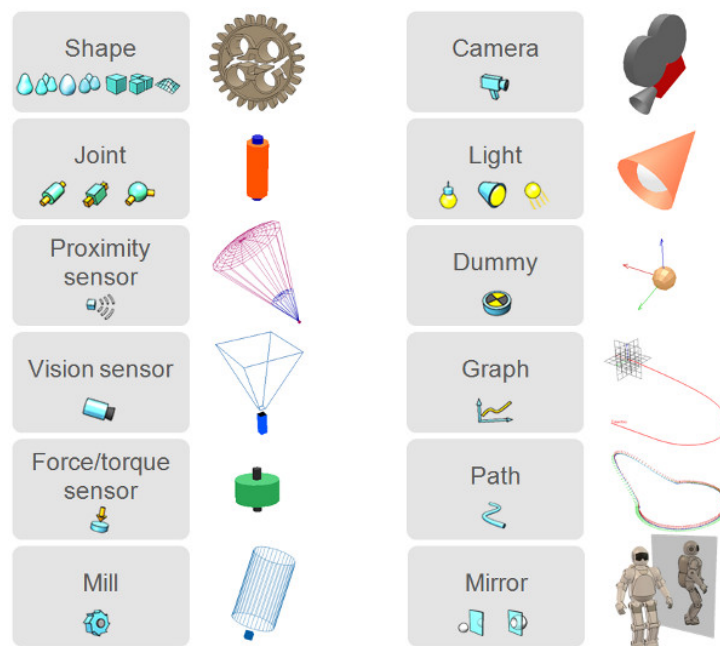 Shape
Camera
Joint
Light
Proximity
sensor
Dummy
Vision sensor
Graph
Force/torque
sensor
Path
Mill
Mirror